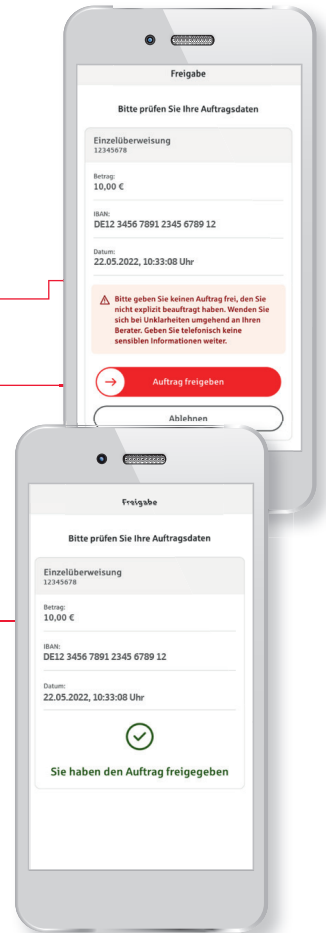 Freigabe
Bitte prüfen Sie Ihre Auftragsdaten
Einzelüberweisung
12345678
Betrag:
10,00 €
IBAN:
DE12 3456 7891 2345 6789 12
Datum:
22.05.2022, 10:33:08 Uhr
Bitte geben Sie keinen Auftrag frei, den Sie
nicht explizit beauftragt haben. Wenden Sie
sich bei Unklarheiten umgehend an Ihren
Berater. Geben Sie telefonisch keine
sensiblen Informationen weiter.
Auftrag freigeben
Ablehnen
Freigabe
Bitte prüfen Sie Ihre Auftragsdaten
Einzelüberweisung
12345678
Betrag:
10,00 €
IBAN:
DE12 3456 7891 2345 6789 12
Datum:
22.05.2022, 10:33:08 Uhr
Sie haben den Auftrag freigegeben